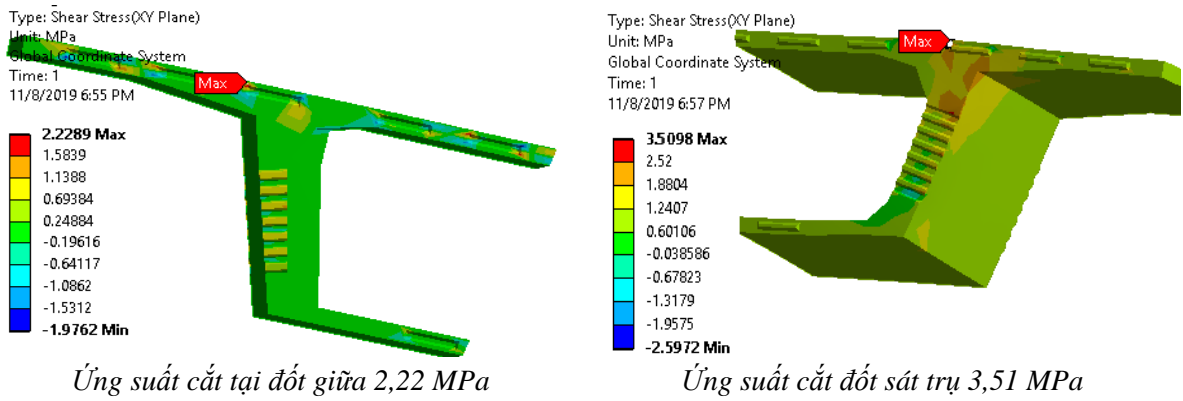 Type: Shear Stress(XY Plane)
Unit: MPa
Global Coordinate System
Time: 1
11/8/2019 6:55 PM
Max
2.2289 Max
1.5839
1.1388
0.69384
0.24884
-0.19616
-0.64117
-1.0862
-1.5312
-1.9762 Min
Ứng suất cắt tại đốt giữa 2,22 MPa
Type: Shear Stress(XY Plane)
Unit: MPa
Global Coordinate System
Time: 1
11/8/2019 6:57 PM
Max
3.5098 Max
2.52
1.8804
1.2407
0.60106
-0.038586
-0.67823
-1.3179
-1.9575
-2.5972 Min
Ứng suất cắt đốt sát trụ 3,51 MPa